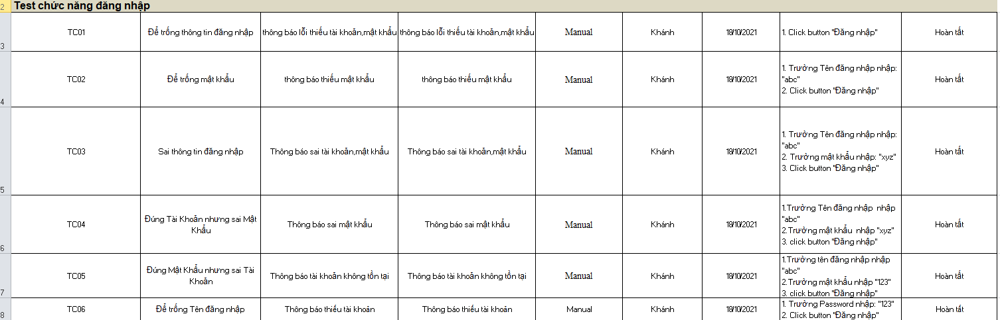 2 Test chức năng đăng nhập
3 TC01 Để trống thông tin đăng nhập thông báo lỗi thiếu tài khoản,mật khẩu thông báo lỗi thiếu tài khoản,mật khẩu Manual Khánh 18/10/2021 1. Click button "Đăng nhập" Hoàn tất
4 TC02 Để trống mật khẩu thông báo thiếu mật khẩu thông báo thiếu mật khẩu Manual Khánh 18/10/2021 1. Trường Tên đăng nhập nhập:
"abc"
2. Click button "Đăng nhập" Hoàn tất
5 TC03 Sai thông tin đăng nhập Thông báo sai tài khoản,mật khẩu Thông báo sai tài khoản,mật khẩu Manual Khánh 18/10/2021 1. Trường Tên đăng nhập nhập:
"abc"
2. Trường mật khẩu nhập: "xyz"
3. Click button "Đăng nhập" Hoàn tất
6 TC04 Đúng Tài Khoản nhưng sai Mật
Khẩu Thông báo sai mật khẩu Thông báo sai mật khẩu Manual Khánh 18/10/2021 1.Trường Tên đăng nhập nhập
"abc"
2.Trường mật khẩu nhập "xyz"
3. click button "Đăng nhập" Hoàn tất
7 TC05 Đúng Mật Khẩu nhưng sai Tài
Khoản Thông báo tài khoản không tồn tại Thông báo tài khoản không tồn tại Manual Khánh 18/10/2021 1.Trường tên đăng nhập nhập
"abc"
2.Trường mật khẩu nhập "123"
3. click button "Đăng nhập" Hoàn tất
8 TC06 Để trống Tên đăng nhập Thông báo thiếu tài khoản Thông báo thiếu tài khoản Manual Khánh 18/10/2021 1. Trường Password nhập: "123"
2. Click button "Đăng nhập" Hoàn tất